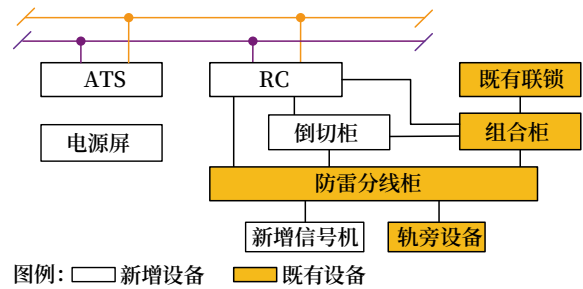 ATS
RC
既有联锁
电源屏
倒切柜
组合柜
防雷分线柜
新增信号机
轨旁设备
图例：
新增设备
既有设备